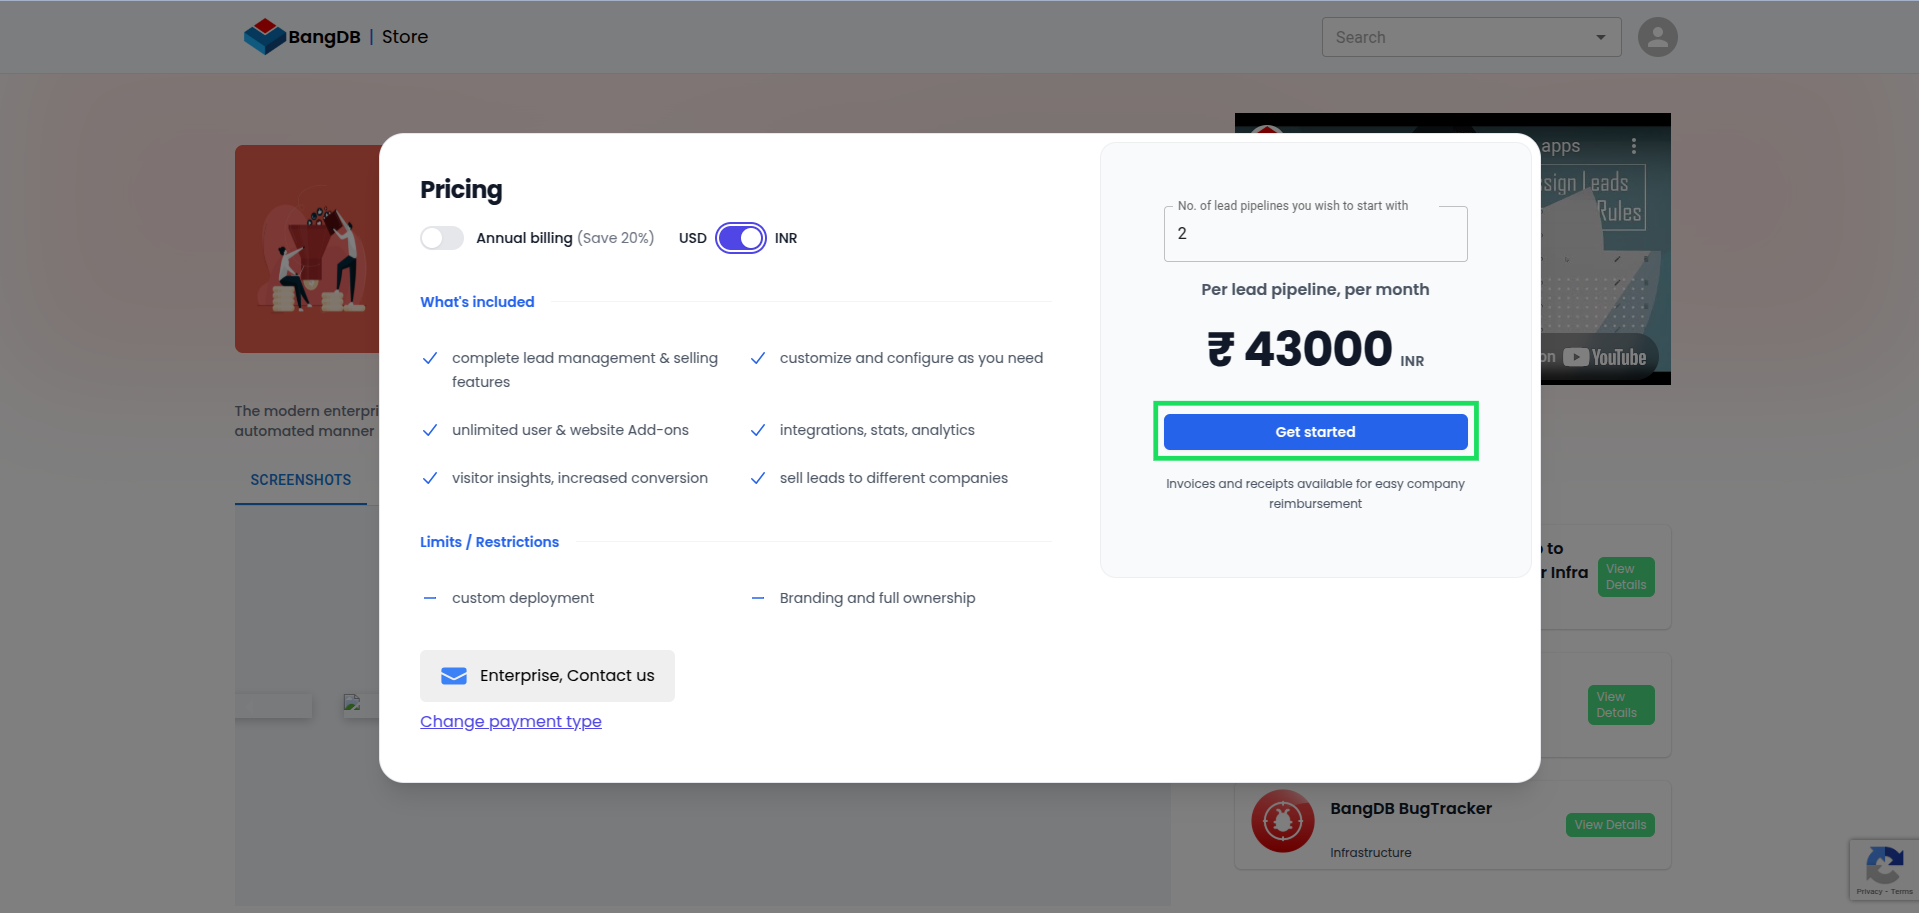 BangDB | Store
Search
apps
sign Leads
Rules
on YouTube
Pricing
Annual billing (Save 20%) USD INR
What's included
complete lead management & selling
features
customize and configure as you need
unlimited user & website Add-ons
integrations, stats, analytics
visitor insights, increased conversion
sell leads to different companies
Limits / Restrictions
custom deployment
Branding and full ownership
Enterprise, Contact us
Change payment type
No. of lead pipelines you wish to start with
2
Per lead pipeline, per month
₹ 43000 INR
Get started
Invoices and receipts available for easy company
reimbursement
The modern enterpri
automated manner
SCREENSHOTS
to
r Infra
View
Details
View
Details
BangDB BugTracker
View Details
Infrastructure
Privacy - Terms